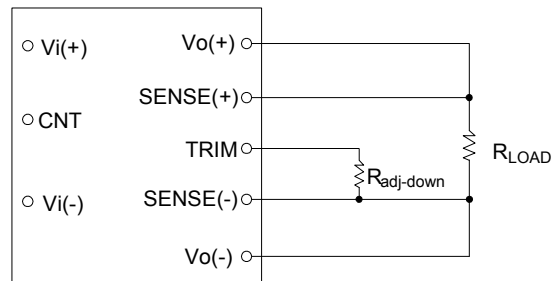 Vo(+)
Vi(+)
SENSE(+)
CNT
TRIM
RLOAD
Radj-down
Vi(-)
SENSE(-)
Vo(-)